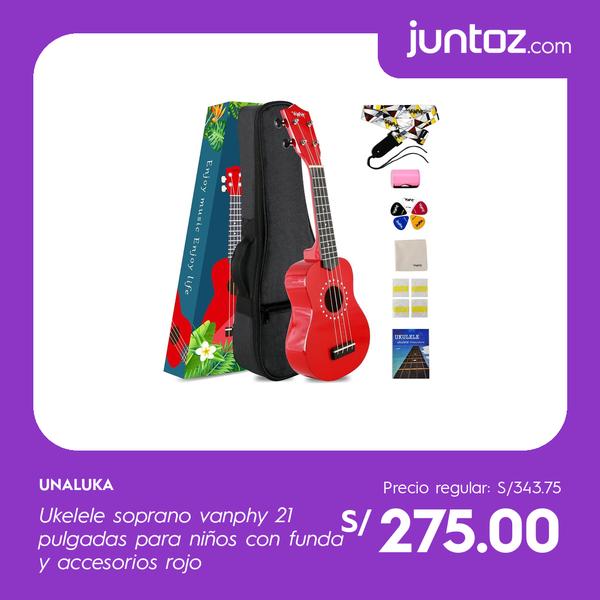 juntoz.com
Enjoy music Enjoy life
UKULELE
UNALUKA
Ukelele soprano vanphy 21
pulgadas para niños con funda
y accesorios rojo
Precio regular: S/343.75
S/ 275.00